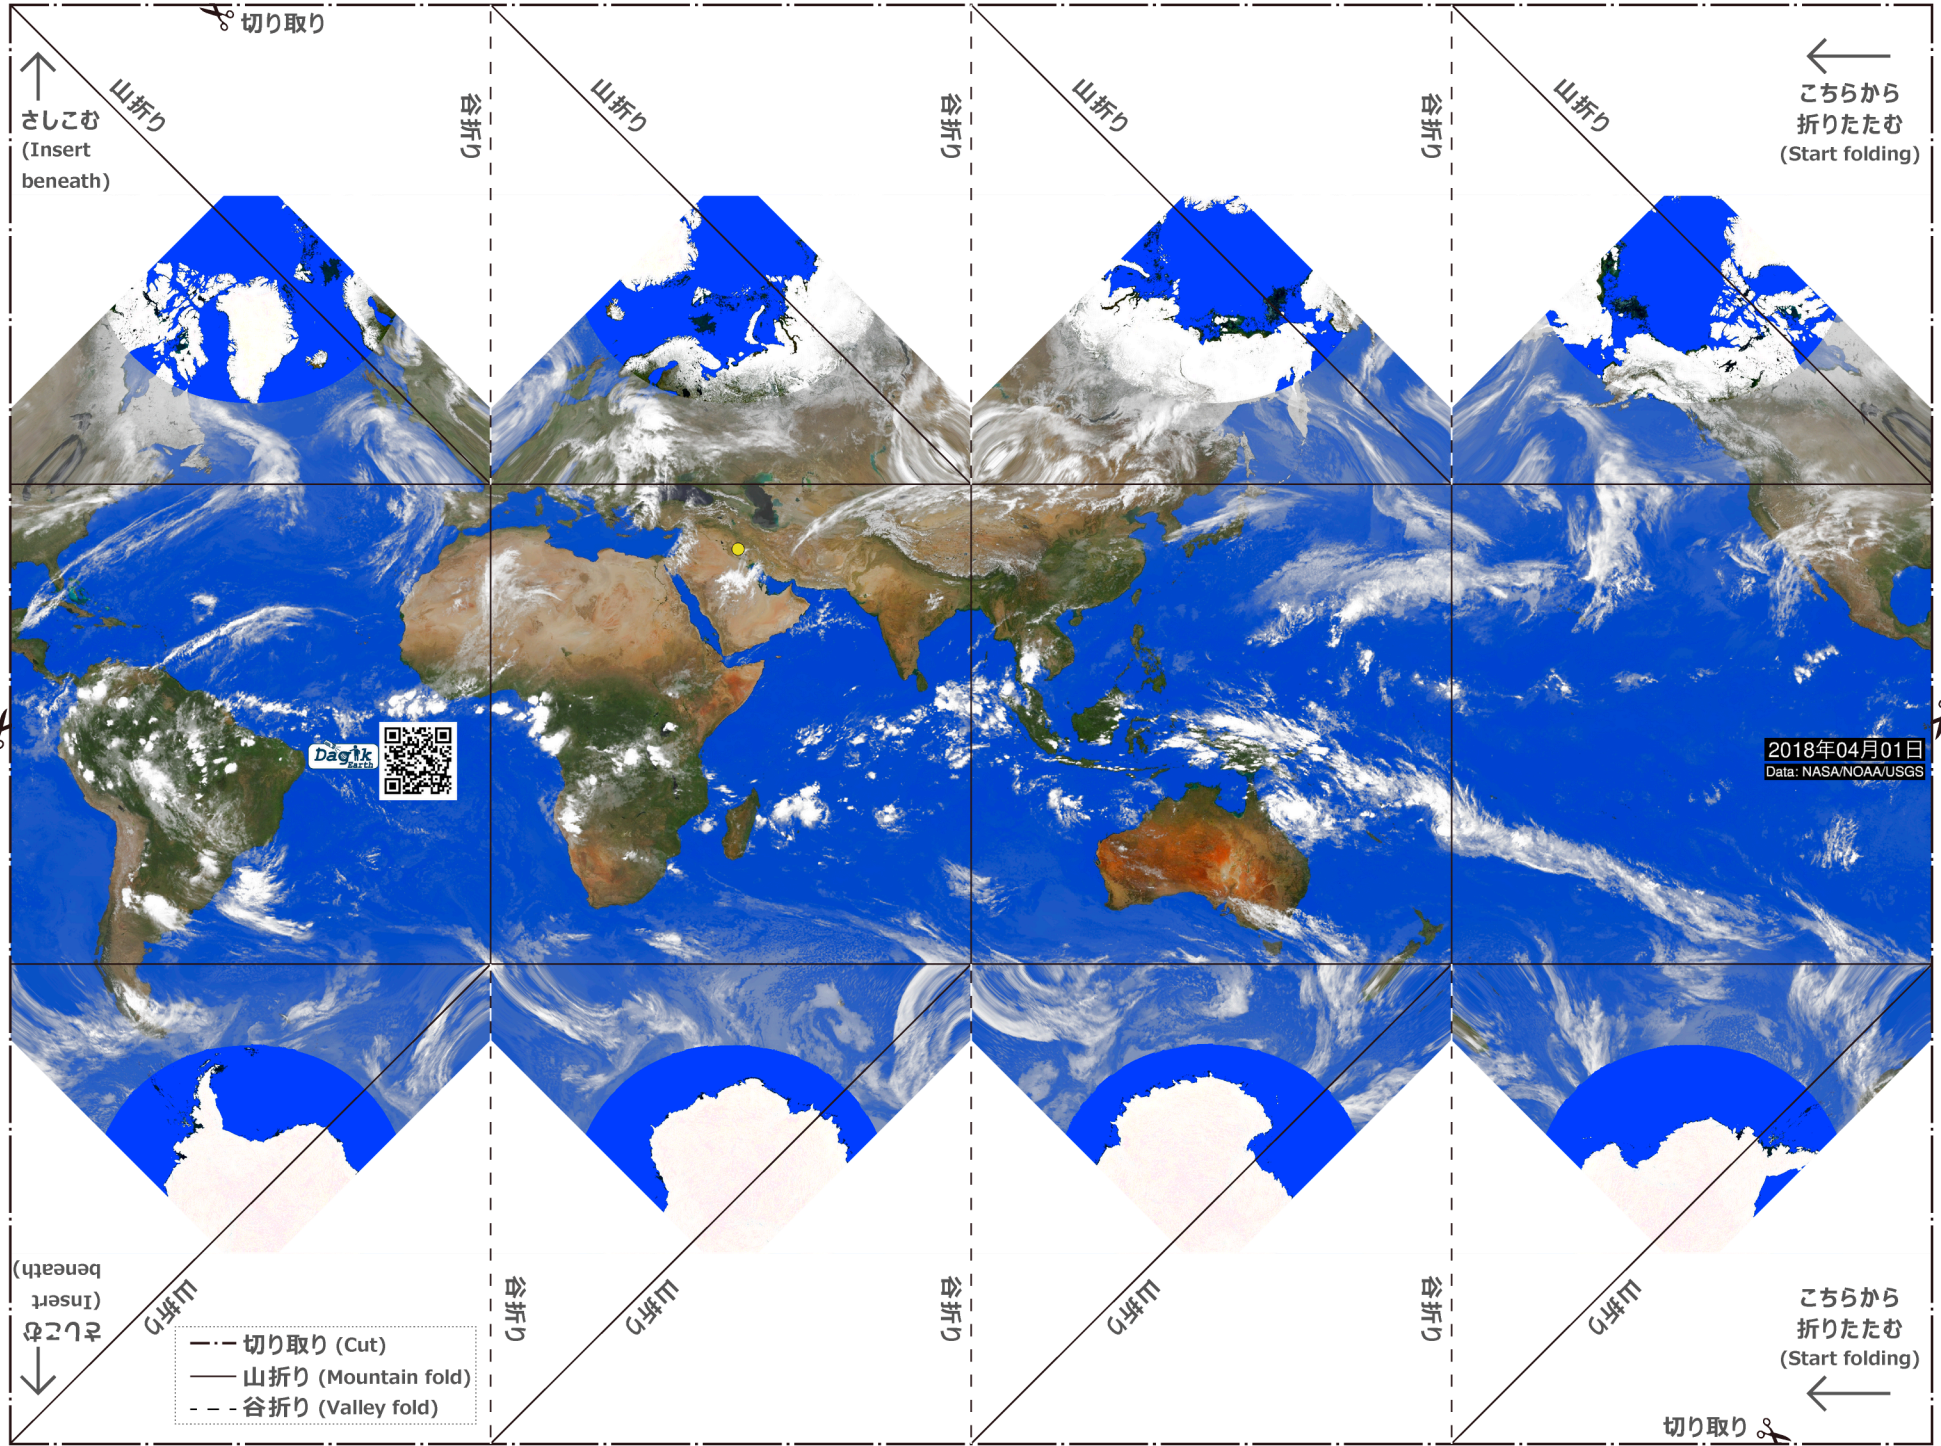 切り取り
さしこむ
(Insert
beneath)
山折り
谷折り
山折り
谷折り
山折り
谷折り
山折り
こちらから
折りたたむ
(Start folding)
Dagik
Earth
2018年04月01日
Data: NASA/NOAA/USGS
さしこむ
(Insert
beneath)
山折り
谷折り
山折り
谷折り
山折り
谷折り
山折り
こちらから
折りたたむ
(Start folding)
切り取り (Cut)
山折り (Mountain fold)
谷折り (Valley fold)
切り取り